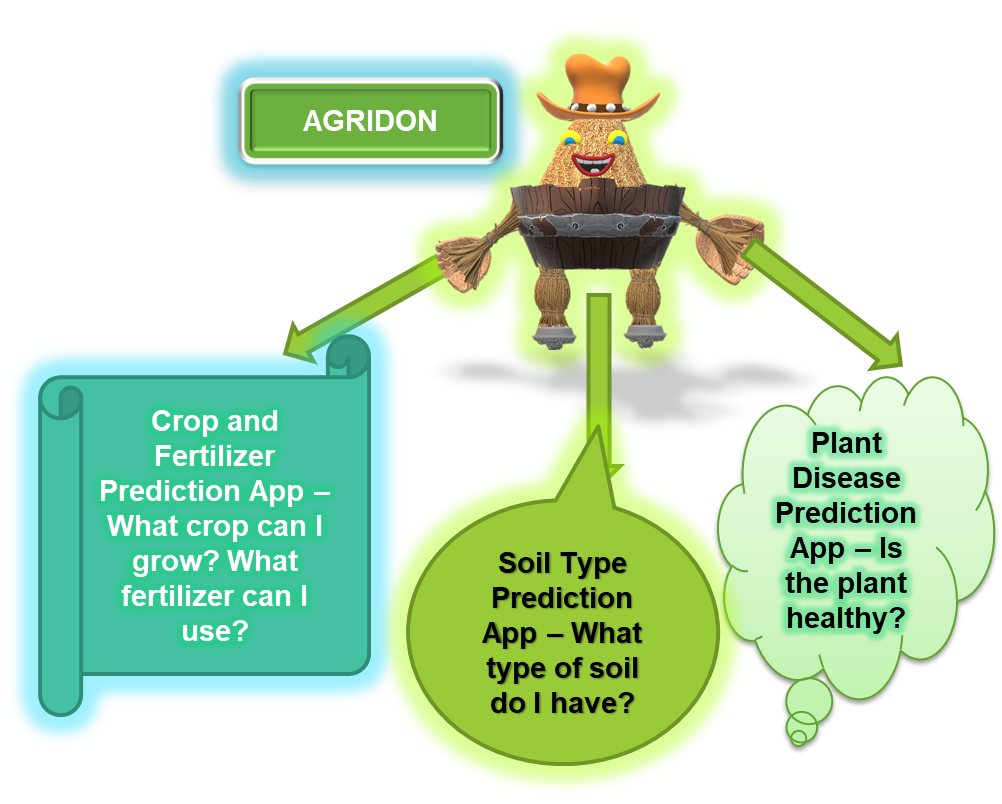 AGRIDON
Crop and
Fertilizer
Prediction App –
What crop can I
grow? What
fertilizer can I
use?
Soil Type
Prediction
App – What
type of soil
do I have?
Plant
Disease
Prediction
App – Is
the plant
healthy?